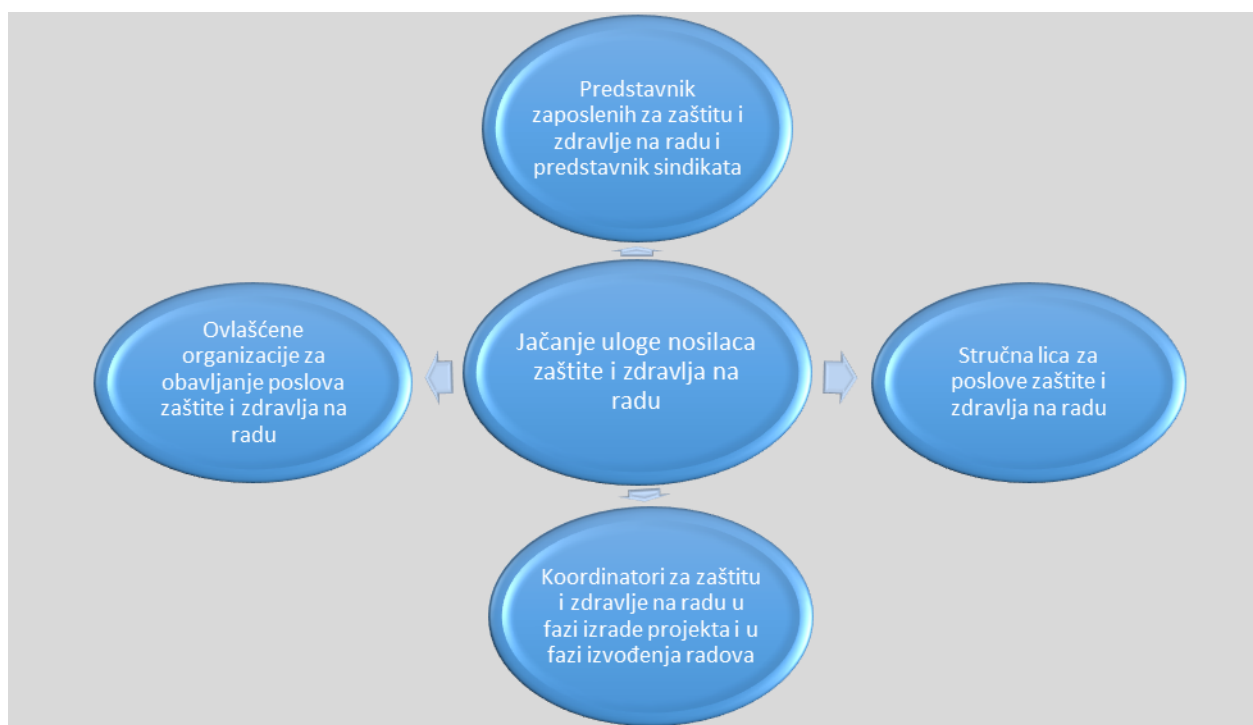 Predstavnik
zaposlenih za zaštitu i
zdravlje na radu i
predstavnik sindikata
Ovlašćene
organizacije za
obavljanje poslova
zaštite i zdravlja na
radu
Jačanje uloge nosilaca
zaštite i zdravlja na
radu
Stručna lica za
poslove zaštite i
zdravlja na radu
Koordinatori za zaštitu
i zdravlje na radu u
fazi izrade projekta i u
fazi izvođenja radova